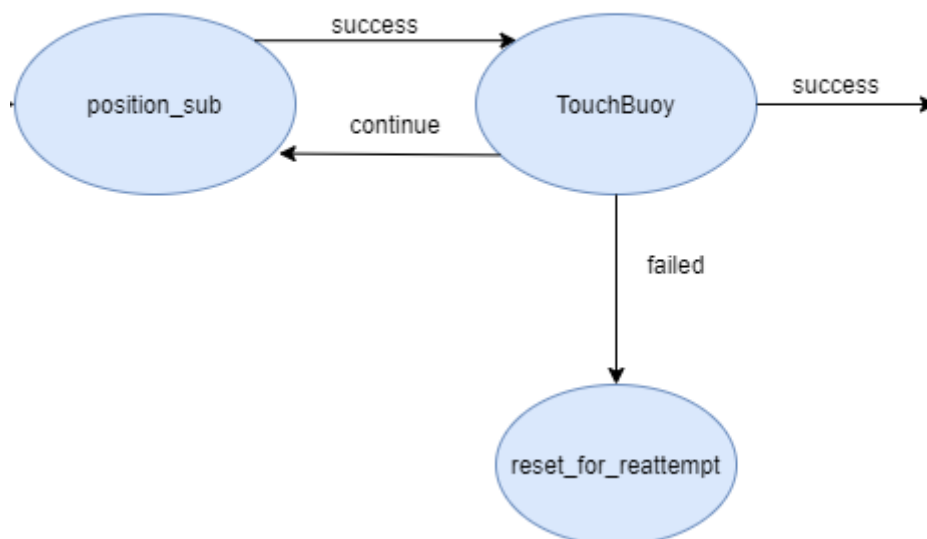 success
position_sub
TouchBuoy
success
continue
failed
reset_for_reattempt